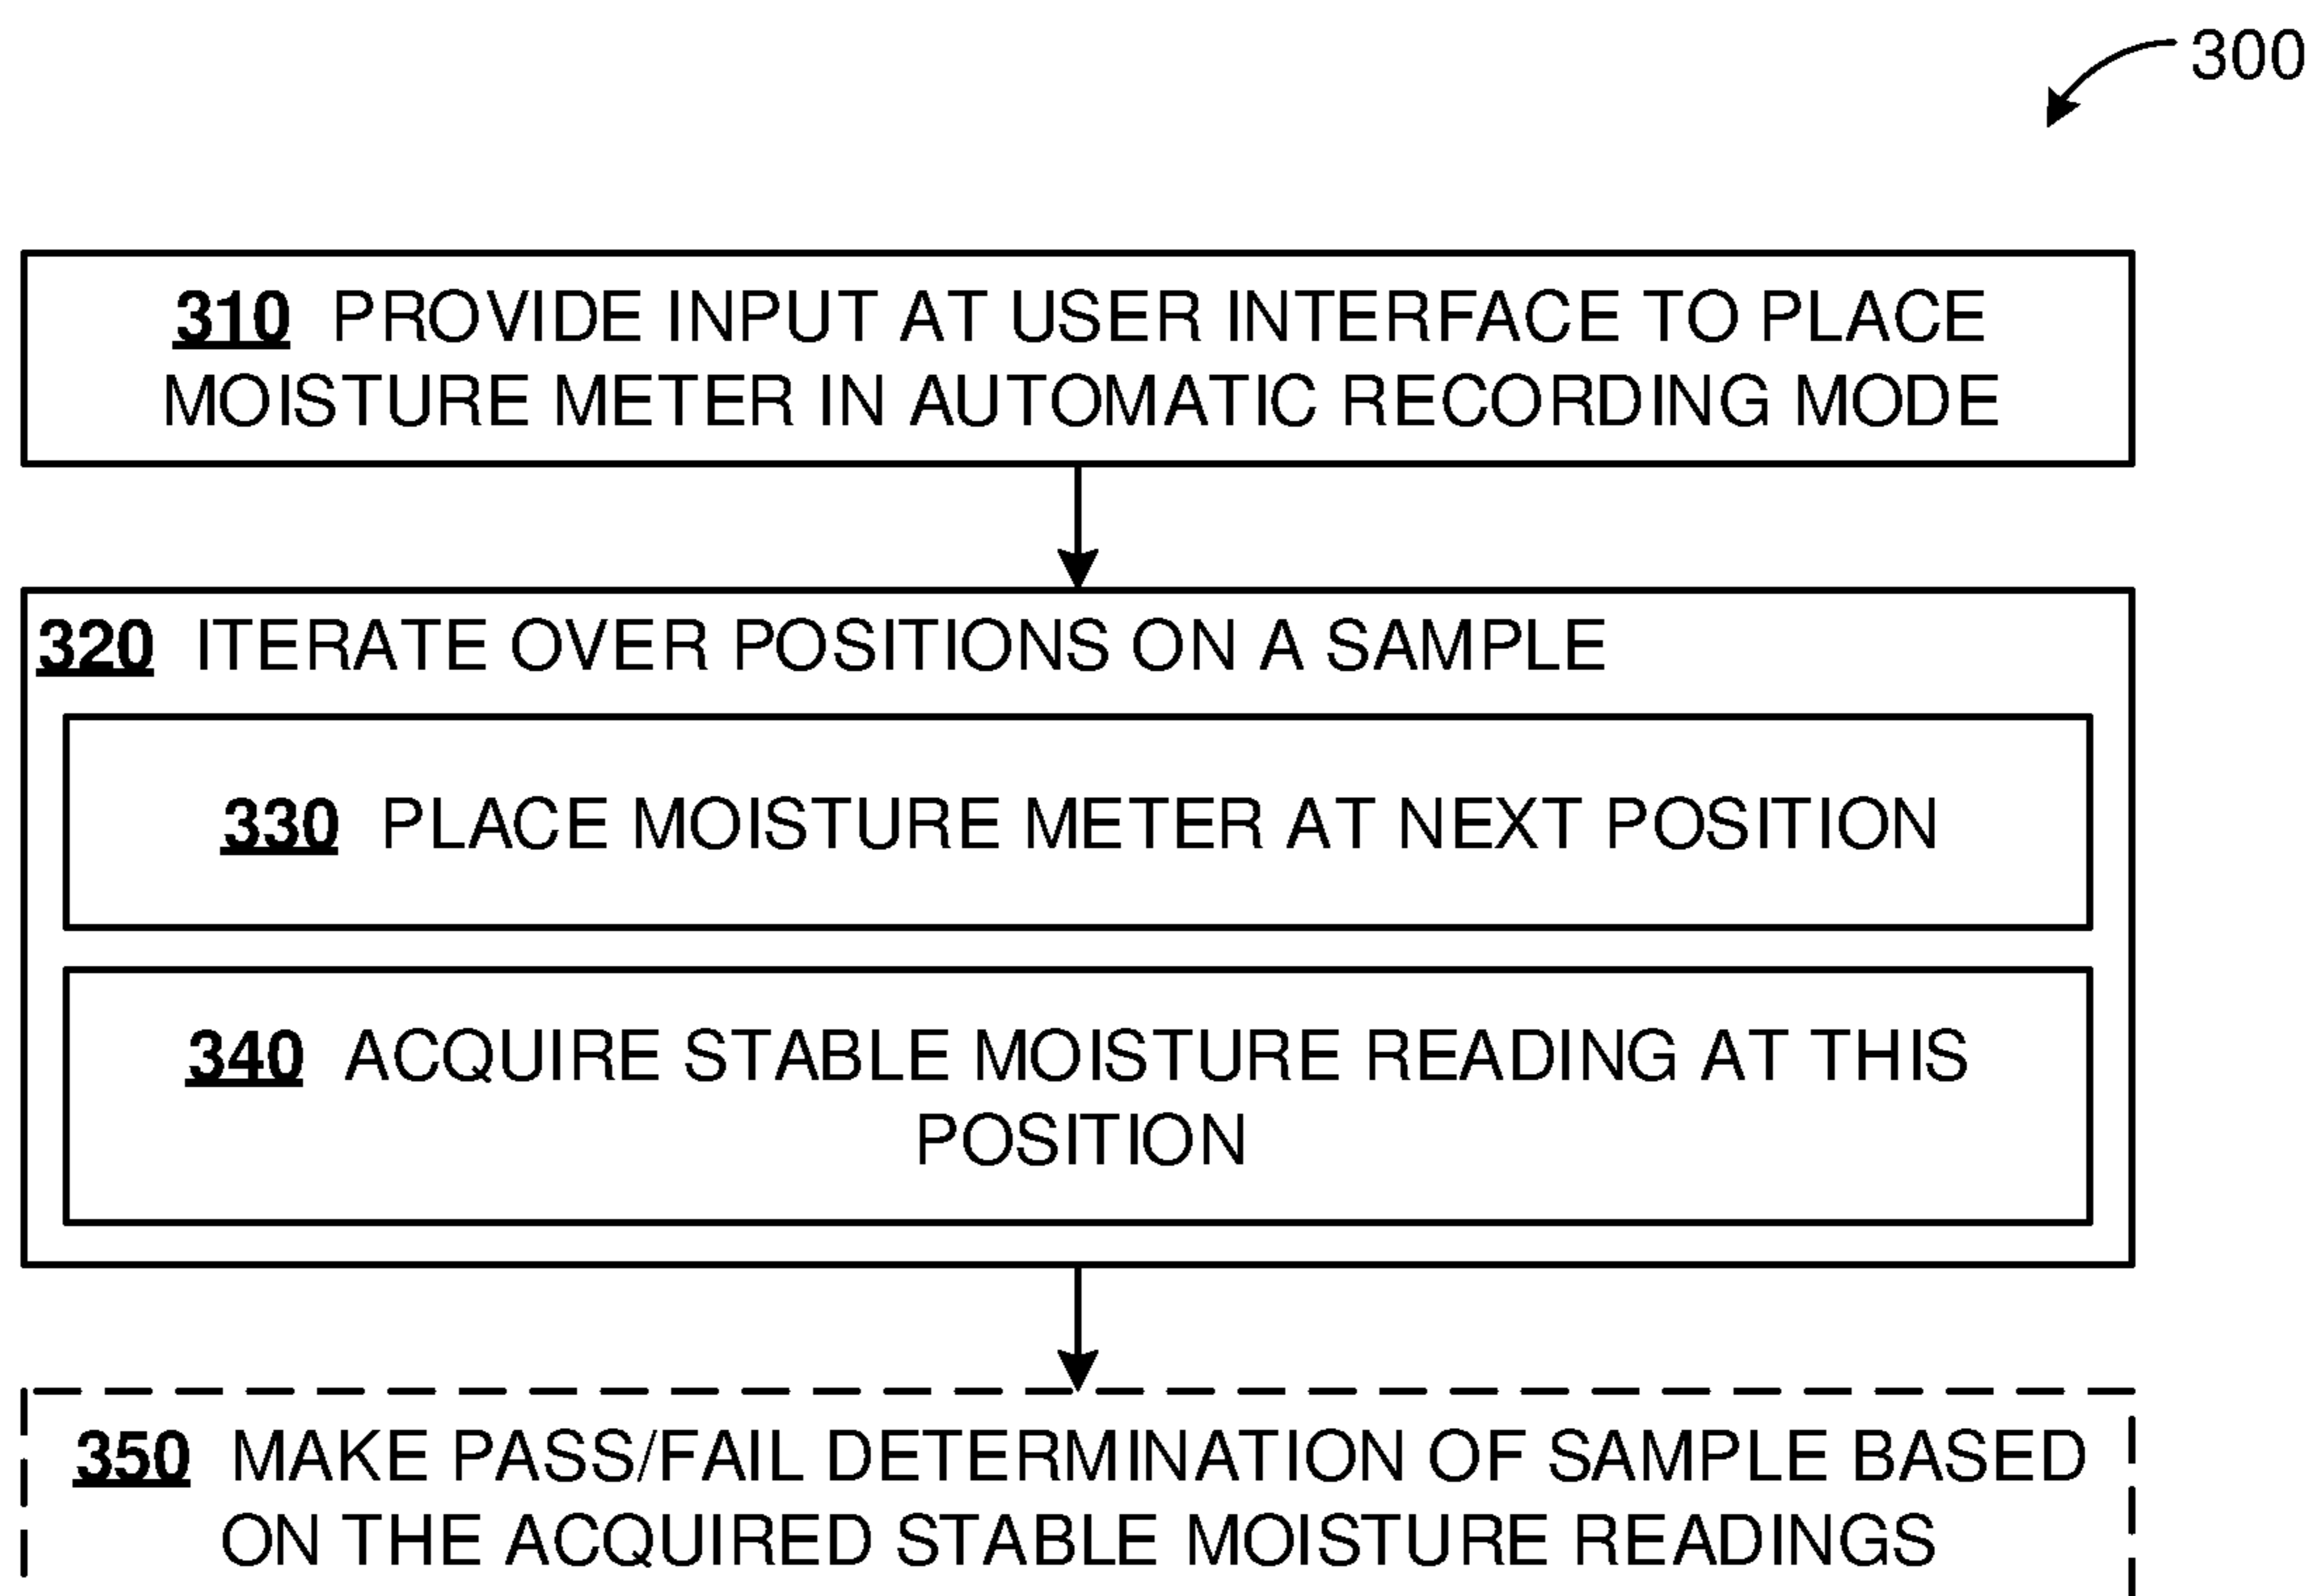 300
310 PROVIDE INPUT AT USER INTERFACE TO PLACE
MOISTURE METER IN AUTOMATIC RECORDING MODE
320 ITERATE OVER POSITIONS ON A SAMPLE
330 PLACE MOISTURE METER AT NEXT POSITION
340 ACQUIRE STABLE MOISTURE READING AT THIS
POSITION
350 MAKE PASS/FAIL DETERMINATION OF SAMPLE BASED
ON THE ACQUIRED STABLE MOISTURE READINGS